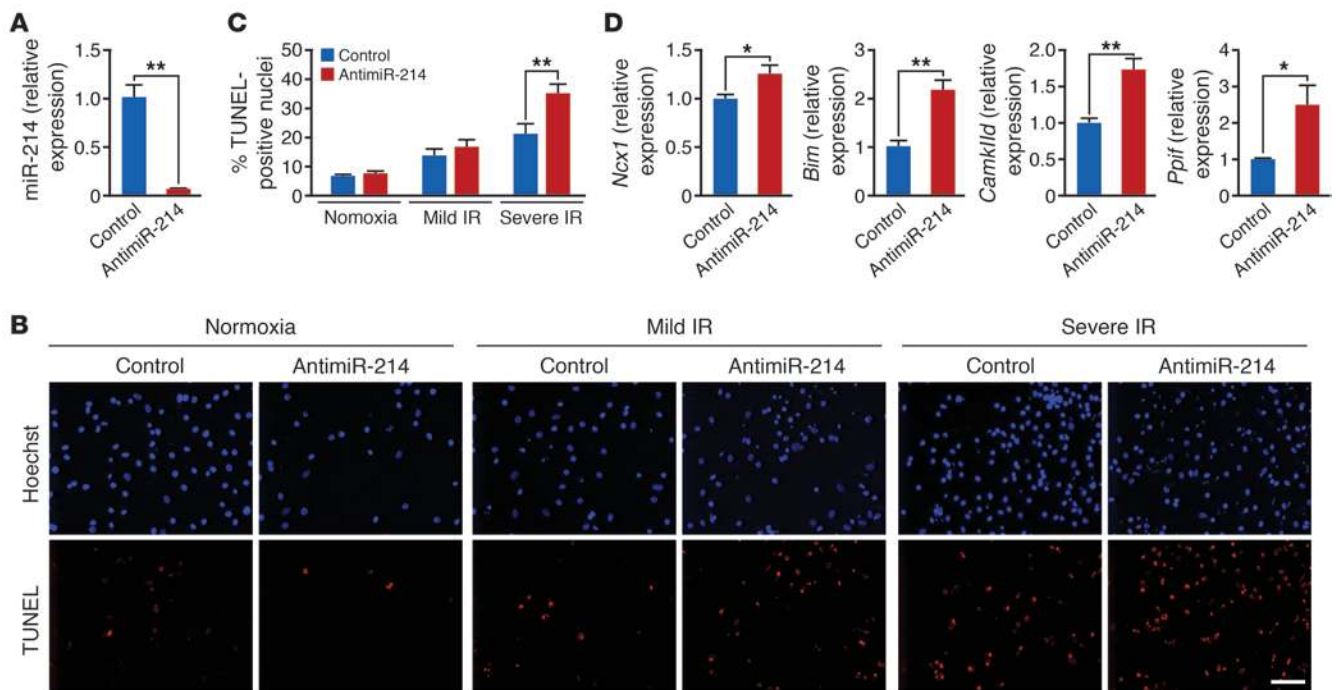 A
miR-214 (relative
expression)
1.5
1.0
0.5
0
**
Control
AntimiR-214
C
% TUNEL-
positive nuclei
50
40
30
20
10
0
Control
AntimiR-214
**
Nomoxia
Mild IR
Severe IR
D
Ncx1 (relative
expression)
1.5
1.0
0.5
0
*
Control
AntimiR-214
Bim (relative
expression)
3
2
1
0
**
Control
AntimiR-214
CamkIId (relative
expression)
2.0
1.5
1.0
0.5
0
**
Control
AntimiR-214
Ppif (relative
expression)
4
3
2
1
0
*
Control
AntimiR-214
B
Normoxia
Mild IR
Severe IR
Control
AntimiR-214
Control
AntimiR-214
Control
AntimiR-214
Hoechst
TUNEL